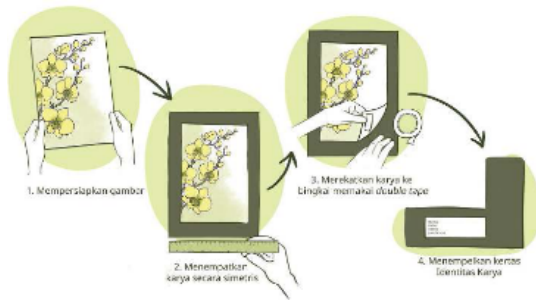 1. Mempersiapkan gambar
2. Menempatkan
karya secara simetris
3. Merekatkan karya ke
bingkai memakai double tape
4. Menempelkan kertas
Identitas Karya